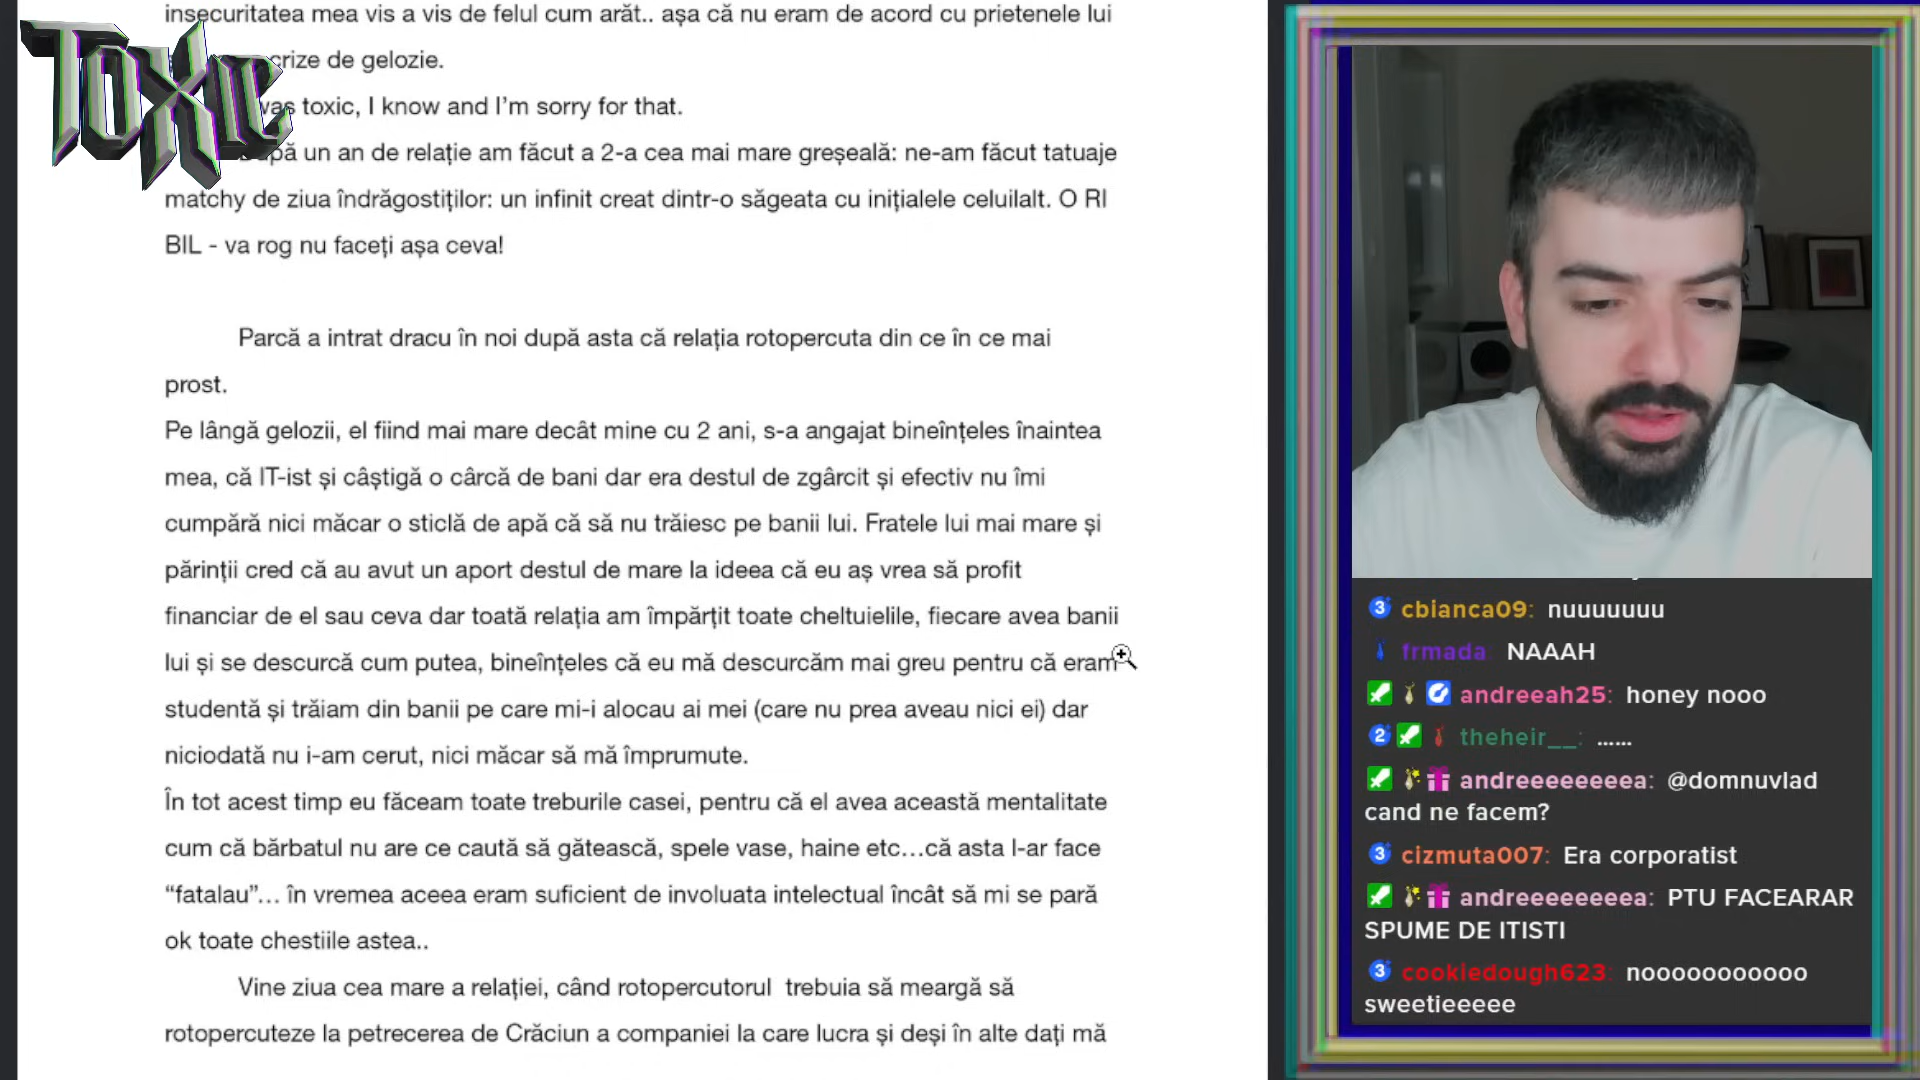 insecuritatea mea vis a vis de felul cum arăt.. așa că nu eram de acord cu prietenele lui
crize de gelozie.
TOXIC
was toxic, I know and I'm sorry for that.
un an de relație am făcut a 2-a cea mai mare greșeală: ne-am făcut tatuaje
matchy de ziua îndrăgostiților: un infinit creat dintr-o săgeata cu inițialele celuilalt. O RI
BIL - va rog nu faceți așa ceva!
Parcă a intrat dracu în noi după asta că relația rotopercuta din ce în ce mai
prost.
Pe lângă gelozii, el fiind mai mare decât mine cu 2 ani, s-a angajat bineînțeles înaintea
mea, că IT-ist și câștigă o cârcă de bani dar era destul de zgârcit și efectiv nu îmi
cumpără nici măcar o sticlă de apă că să nu trăiesc pe banii lui. Fratele lui mai mare și
părinții cred că au avut un aport destul de mare la ideea că eu aș vrea să profit
financiar de el sau ceva dar toată relația am împărțit toate cheltuielile, fiecare avea banii
lui și se descurcă cum putea, bineînțeles că eu mă descurcăm mai greu pentru că eram
studentă și trăiam din banii pe care mi-i alocau ai mei (care nu prea aveau nici ei) dar
niciodată nu i-am cerut, nici măcar să mă împrumute.
În tot acest timp eu făceam toate treburile casei, pentru că el avea această mentalitate
cum că bărbatul nu are ce caută să gătească, spele vase, haine etc…că asta l-ar face
“fatalau”… în vremea aceea eram suficient de involuata intelectual încât să mi se pară
ok toate chestiile astea..
Vine ziua cea mare a relației, când rotopercutorul trebuia să meargă să
rotopercuteze la petrecerea de Crăciun a companiei la care lucra și deși în alte dați mă
cbianca09: nuuuuuuu
frmada: NAAAH
andreeah25: honey nooo
theheir__: ……
andreeeeeeeeea: @domnuvlad
cand ne facem?
cizmuta007: Era corporatist
andreeeeeeeeea: PTU FACEARAR
SPUME DE ITISTI
cookiedough623: nooooooooooo
sweetieeeee